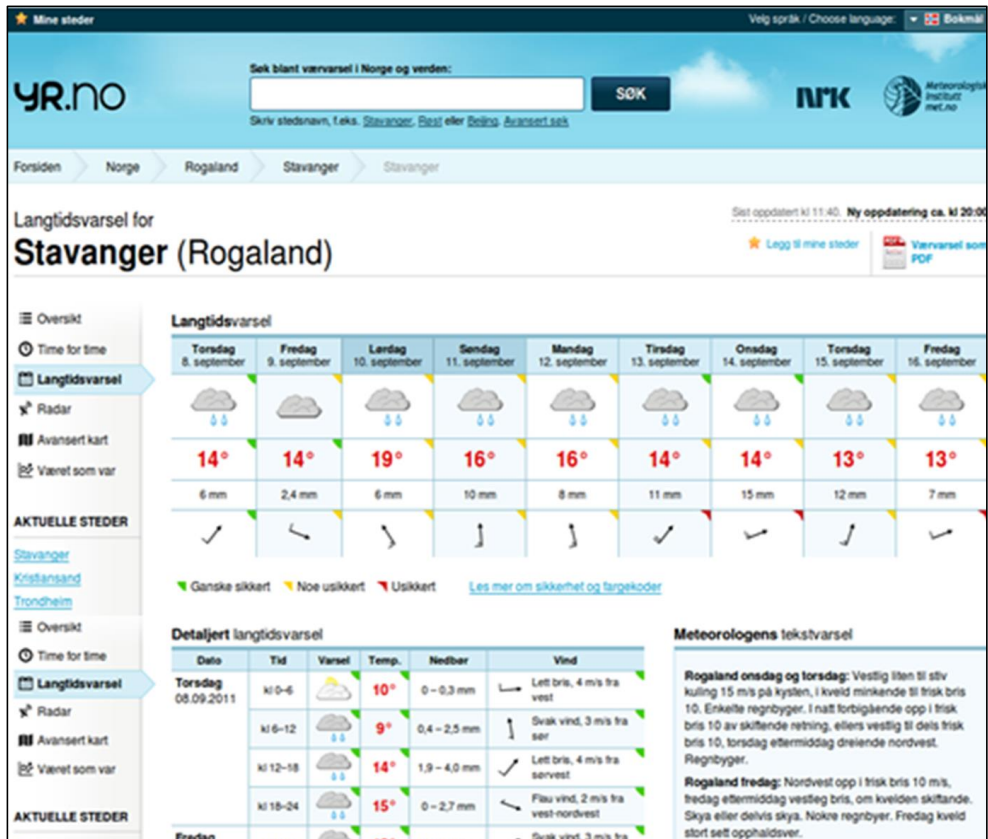 Mine steder
Velg språk / Choose language:
Bokmål
YR.NO
Søk blant værvarsel i Norge og verden:
SØK
Skriv stedsnavn, f.eks. Stavanger, Røst eller Beijing. Avansert søk
NRK
Meteorologisk
Institutt
met.no
Forsiden Norge Rogaland Stavanger Stavanger
Sist oppdatert kl 11:40. Ny oppdatering ca. kl 20:00
Langtidsvarsel for
Stavanger (Rogaland)
Legg til mine steder
Værvarsel som
PDF
Oversikt
Time for time
Langtidsvarsel
Radar
Avansert kart
Været som var
AKTUELLE STEDER
Stavanger
Kristiansand
Trondheim
Oversikt
Time for time
Langtidsvarsel
Radar
Avansert kart
Været som var
AKTUELLE STEDER
Langtidsvarsel
Torsdag Fredag Lørdag Søndag Mandag Tirsdag Onsdag Torsdag Fredag
8. september 9. september 10. september 11. september 12. september 13. september 14. september 15. september 16. september
14° 14° 19° 16° 16° 14° 14° 13° 13°
6 mm 2,4 mm 6 mm 10 mm 8 mm 11 mm 15 mm 12 mm 7 mm
Ganske sikkert Noe usikkert Usikkert Les mer om sikkerhet og fargekoder
Detaljert langtidsvarsel
Dato Tid Varsel Temp. Nedbør Vind
Torsdag
08.09.2011
kl 0–6 10° 0 – 0,3 mm Lett bris, 4 m/s fra
vest
kl 6–12 9° 0,4 – 2,5 mm Svak vind, 3 m/s fra
sør
kl 12–18 14° 1,9 – 4,0 mm Lett bris, 4 m/s fra
sørvest
kl 18–24 15° 0 – 2,7 mm Flau vind, 2 m/s fra
vest-nordvest
Fredag Svak vind, 3 m/s fra
Meteorologens tekstvarsel
Rogaland onsdag og torsdag: Vestlig liten til stiv
kuling 15 m/s på kysten, i kveld minkende til frisk bris
10. Enkelte regnbyger. I natt forbigående opp i frisk
bris 10 av skiftende retning, ellers vestlig til dels frisk
bris 10, torsdag ettermiddag dreiende nordvest.
Regnbyger.
Rogaland fredag: Nordvest opp i frisk bris 10 m/s,
fredag ettermiddag vestleg bris, om kvelden skiftande.
Skya eller delvis skya. Nokre regnbyer. Fredag kveld
stort sett opphaldsver.